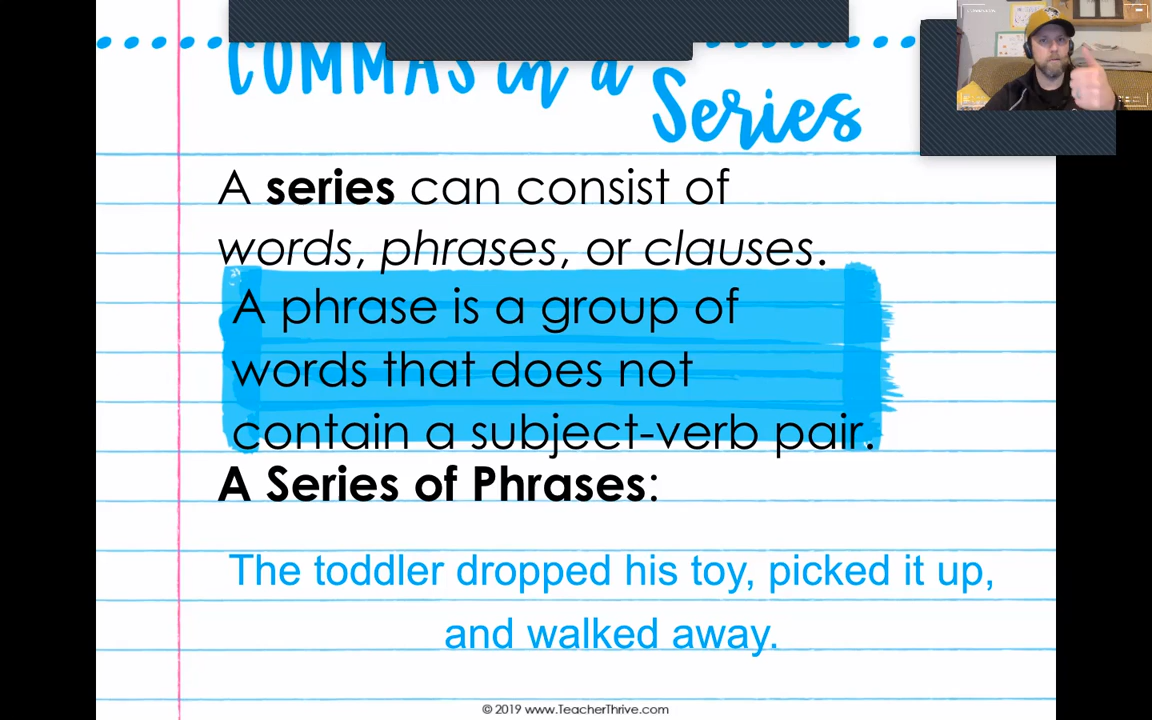 COMMAS in a
Series
A series can consist of
words, phrases, or clauses.
A phrase is a group of
words that does not
contain a subject-verb pair.
A Series of Phrases:
The toddler dropped his toy, picked it up,
and walked away.
© 2019 www.TeacherThrive.com